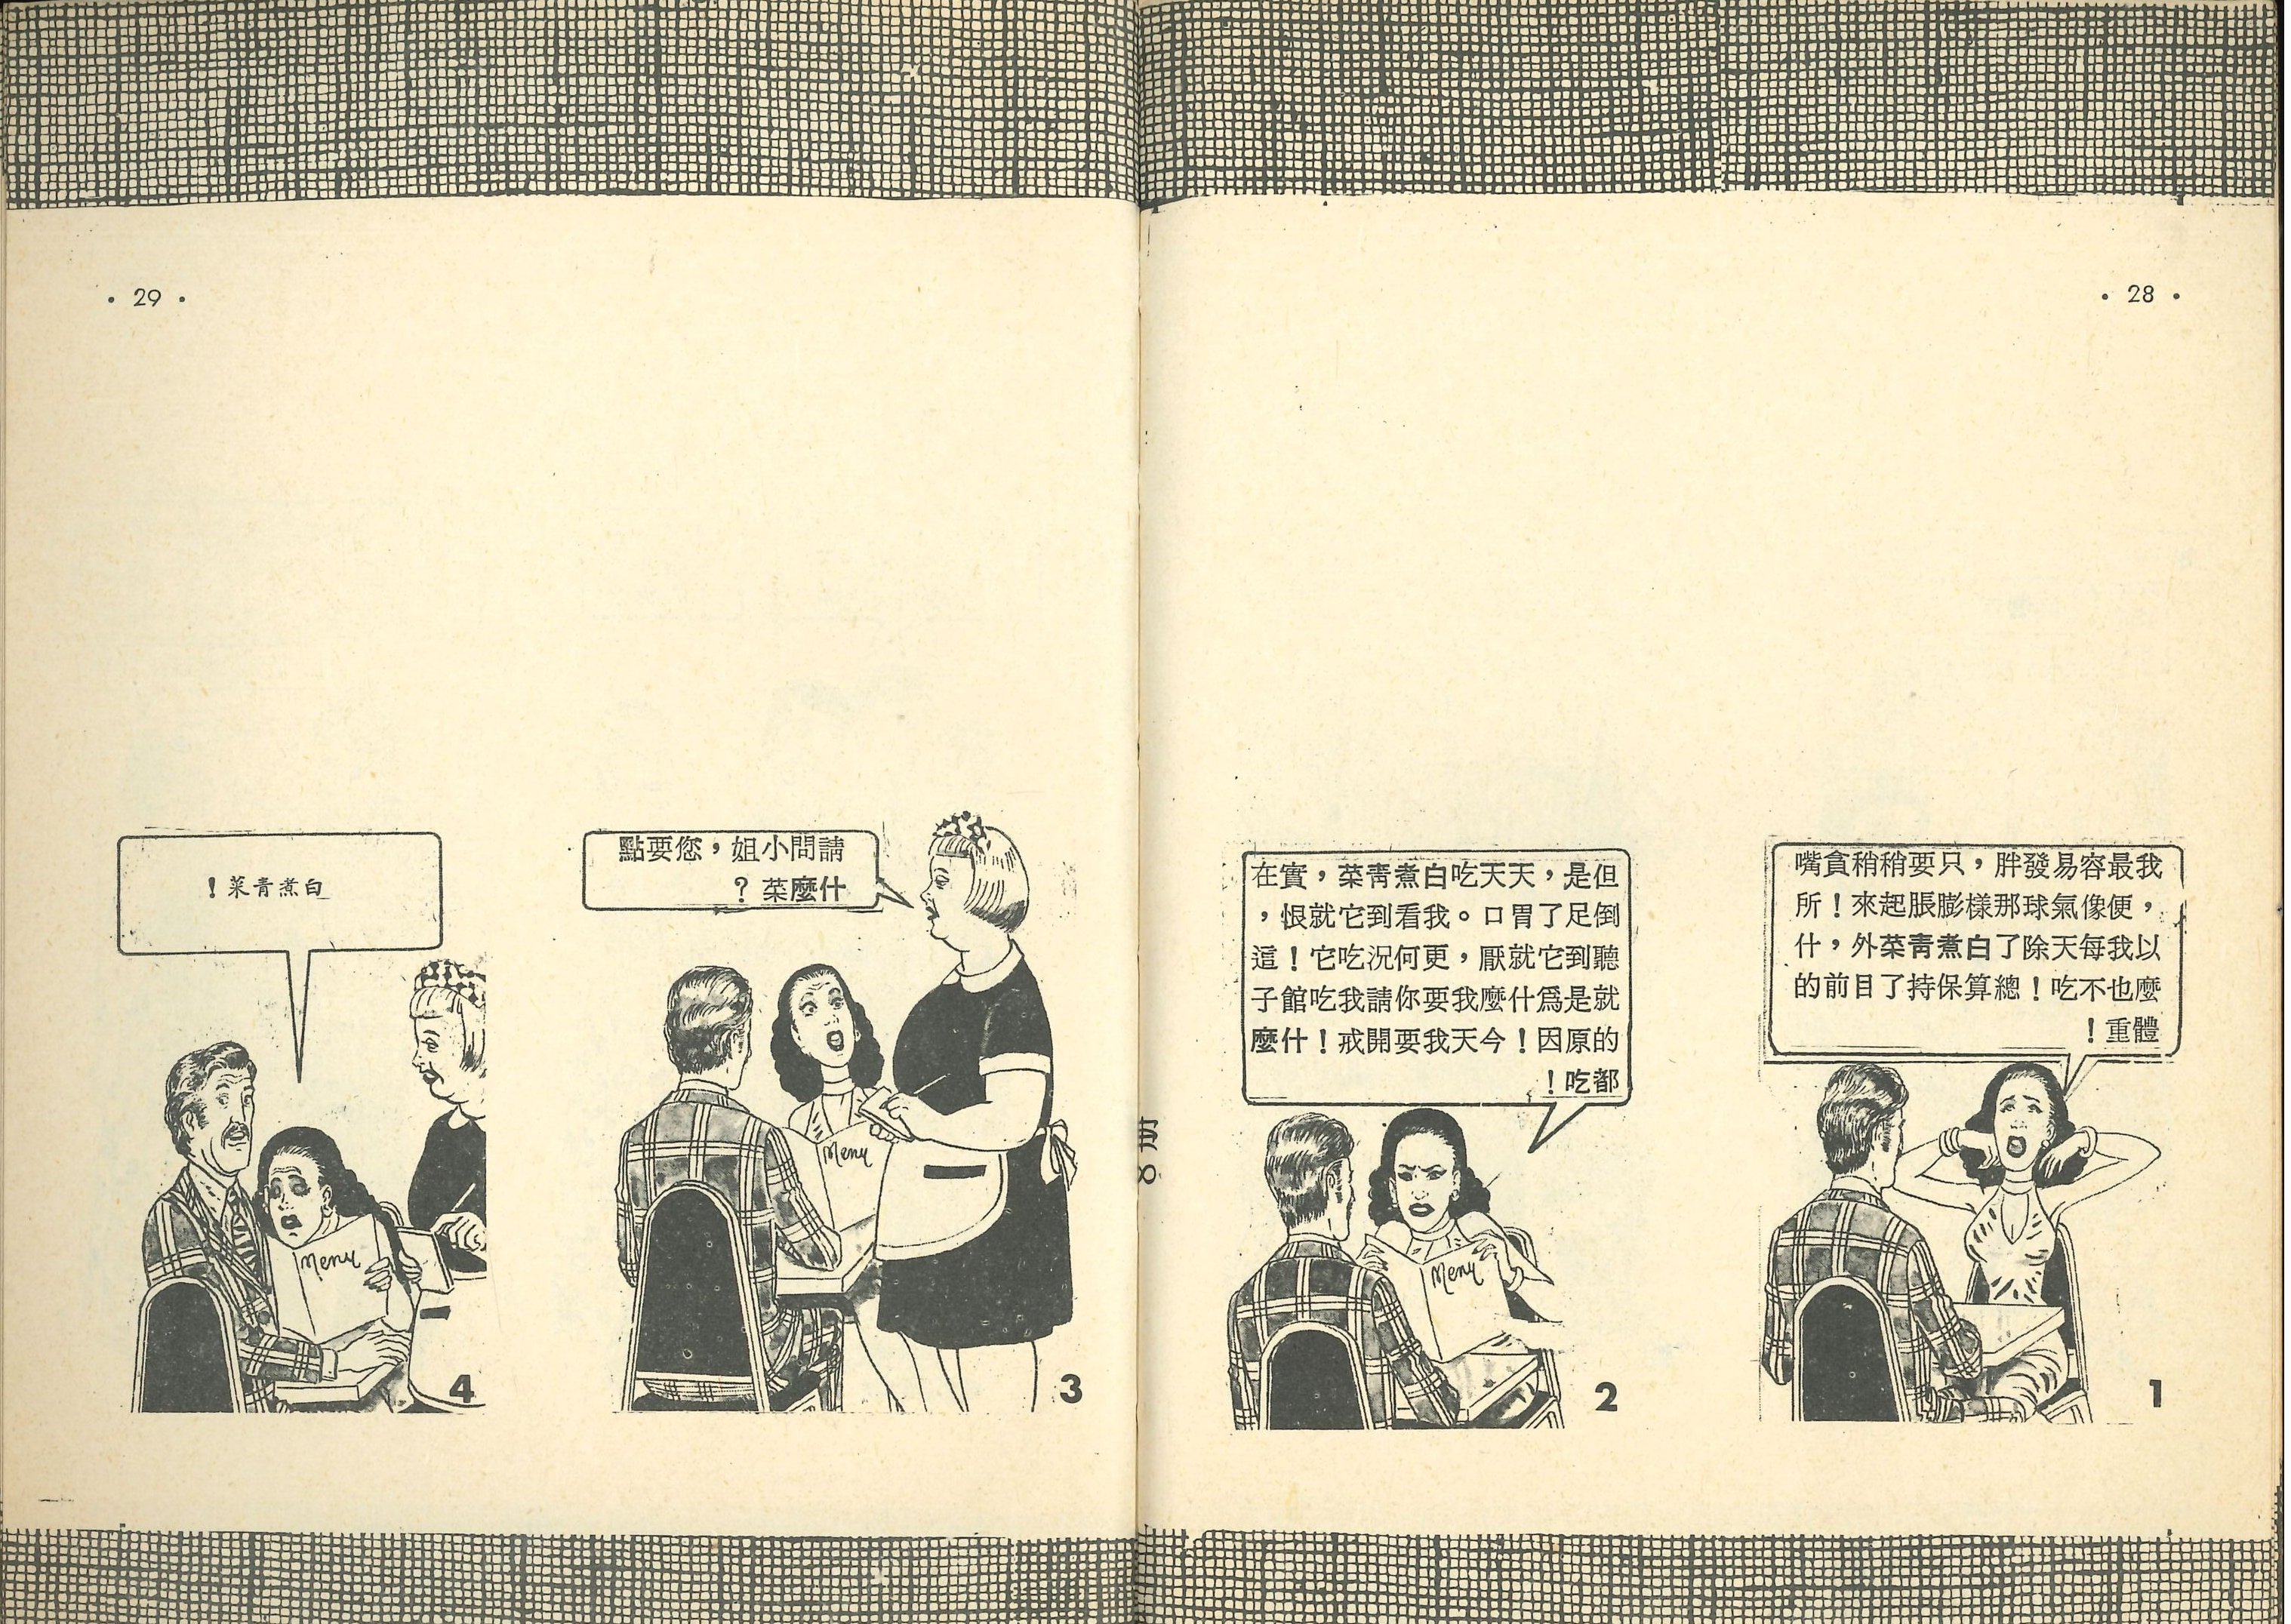 · 28 ·
我最容易發胖，只要稍稍貪嘴
，便像氣球那樣膨脹起來！所
以我每天除了白煮青菜外，什
麼也不吃！總算保持了目前的
體重！
1
但是，天天吃白煮青菜，實在
倒足了胃口。我看到它就恨，
聽到它就厭，更何況吃它！這
就是爲什麼我要你請我吃館子
的原因！今天我要開戒！什麼
都吃！
Menu
2
· 29 ·
請問小姐，您要點
什麼菜？
Menu
3
白煮青菜！
Menu
4